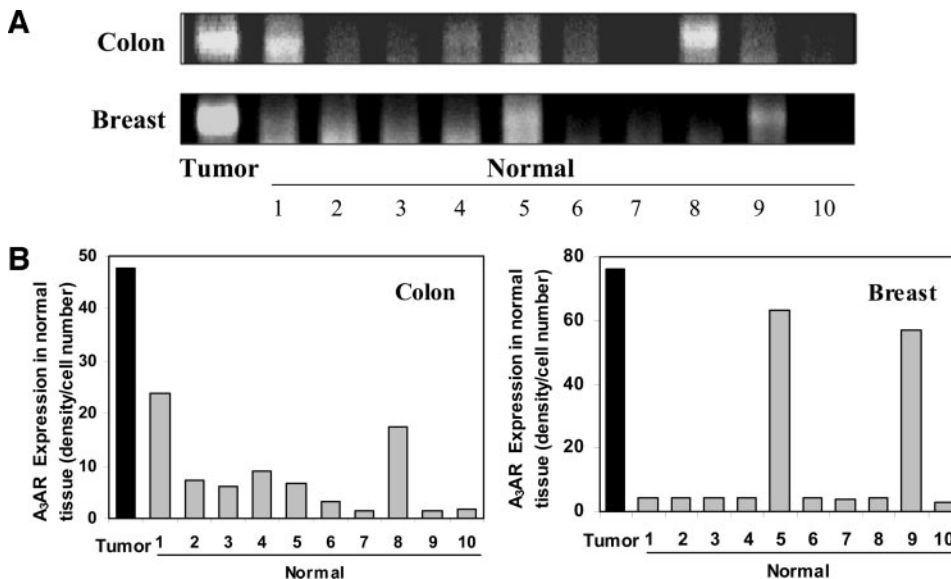 A
Colon
Breast
Tumor Normal
1 2 3 4 5 6 7 8 9 10
B
A₃AR Expression in normal
tissue (density/cell number)
50
40
30
20
10
0
Colon
Tumor 1 2 3 4 5 6 7 8 9 10
Normal
A₃AR Expression in normal
tissue (density/cell number)
80
60
40
20
0
Breast
Tumor 1 2 3 4 5 6 7 8 9 10
Normal